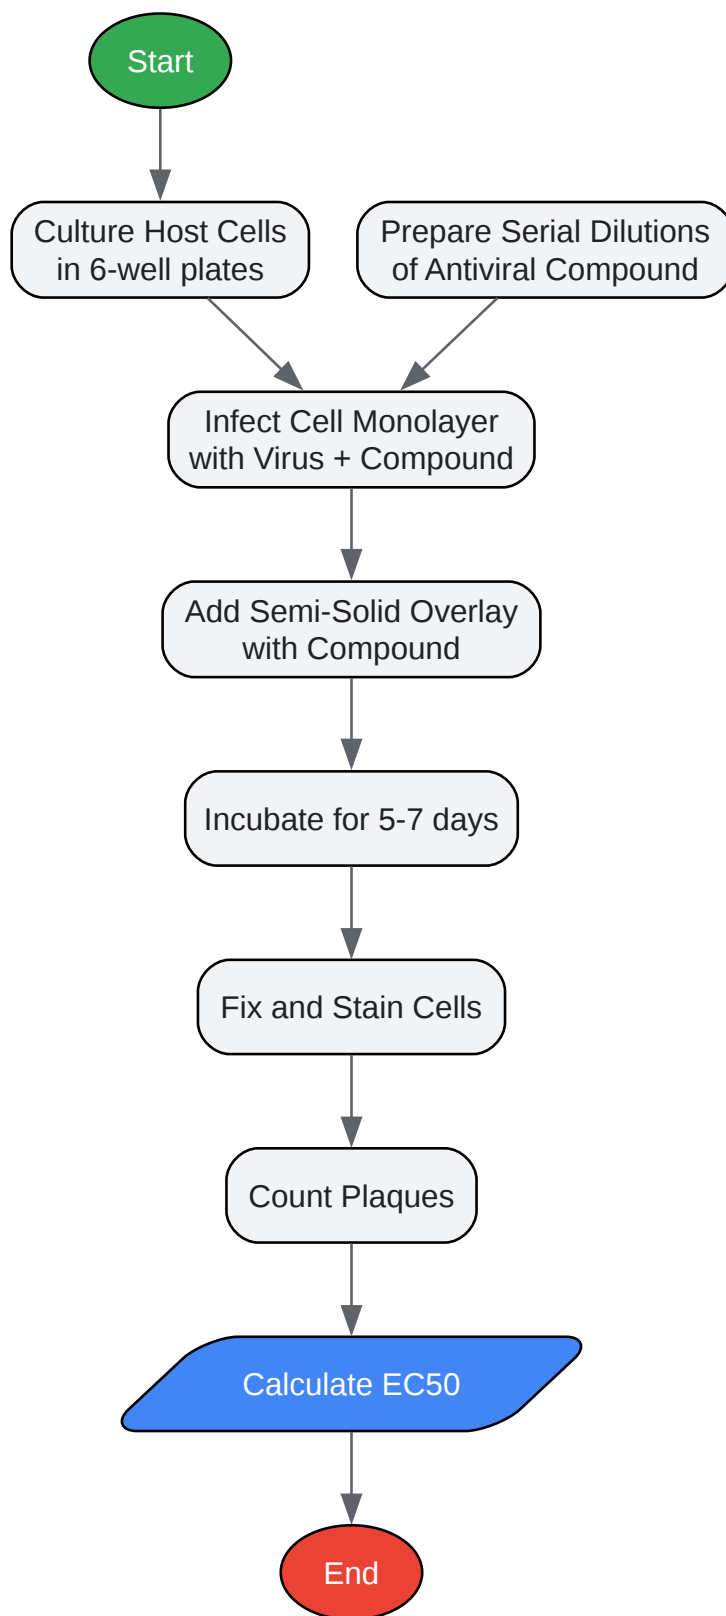 Start
Culture Host Cells
in 6-well plates
Prepare Serial Dilutions
of Antiviral Compound
Infect Cell Monolayer
with Virus + Compound
Add Semi-Solid Overlay
with Compound
Incubate for 5-7 days
Fix and Stain Cells
Count Plaques
Calculate EC50
End